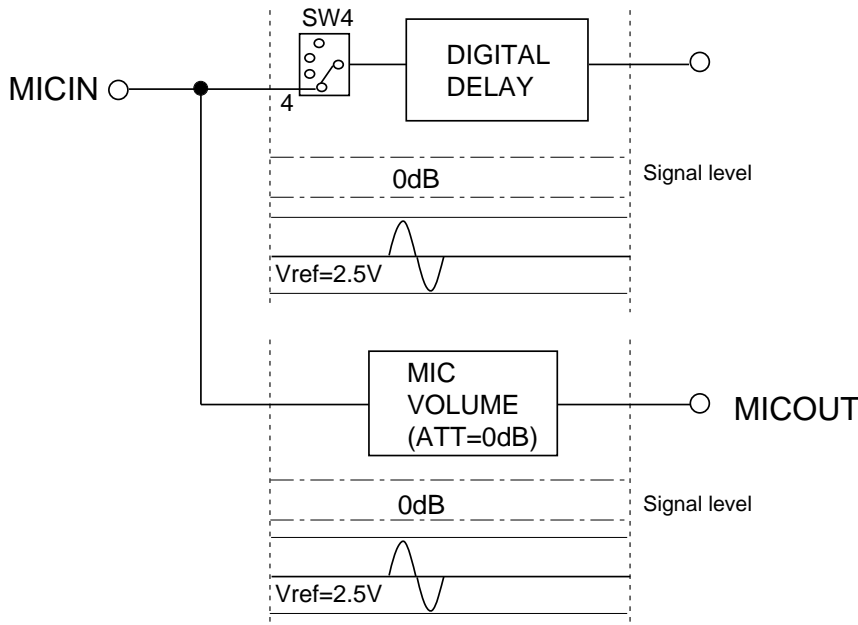 SW4
DIGITAL
DELAY
MICIN
4
0dB
Signal level
Vref=2.5V
MIC
VOLUME
(ATT=0dB)
MICOUT
0dB
Signal level
Vref=2.5V